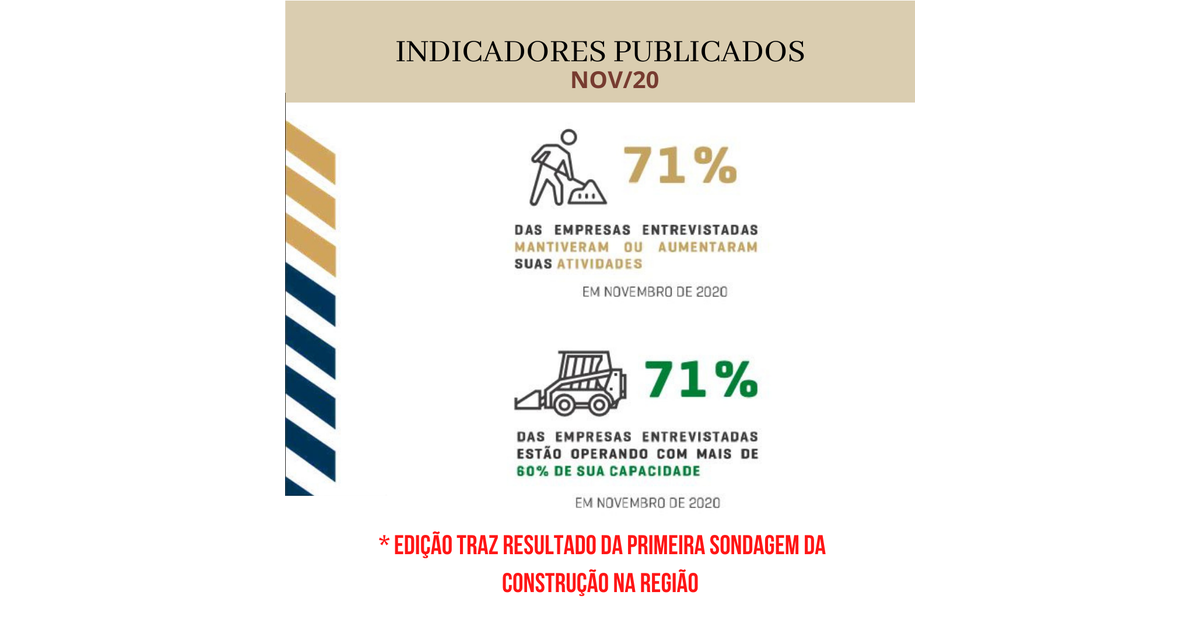 INDICADORES PUBLICADOS
NOV/20
71%
DAS EMPRESAS ENTREVISTADAS
MANTIVERAM OU AUMENTARAM
SUAS ATIVIDADES
EM NOVEMBRO DE 2020
71%
DAS EMPRESAS ENTREVISTADAS
ESTÃO OPERANDO COM MAIS DE
60% DE SUA CAPACIDADE
EM NOVEMBRO DE 2020
* EDIÇÃO TRAZ RESULTADO DA PRIMEIRA SONDAGEM DA
CONSTRUÇÃO NA REGIÃO